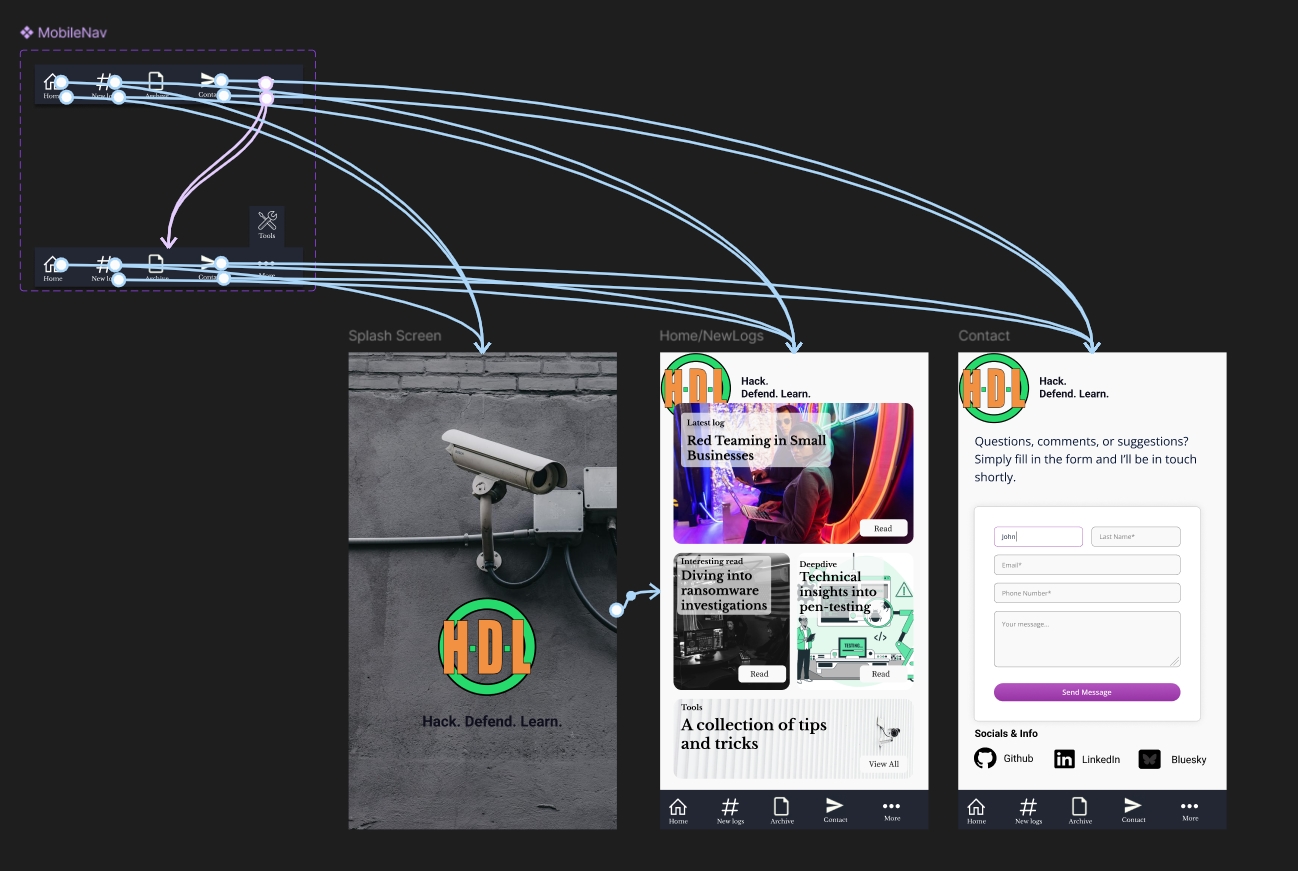 MobileNav
Home
New lo
Archive
Conta
Tools
Home
New lo
Archive
Conta
More
Splash Screen
H·D·L
Hack. Defend. Learn.
Home/NewLogs
H·D·L
Hack.
Defend. Learn.
Latest log
Red Teaming in Small
Businesses
Read
Interesting read
Diving into
ransomware
investigations
Read
Deepdive
Technical
insights into
pen-testing
</>
TESTING...
Read
Tools
A collection of tips
and tricks
View All
Home
New logs
Archive
Contact
More
Contact
H·D·L
Hack.
Defend. Learn.
Questions, comments, or suggestions?
Simply fill in the form and I'll be in touch
shortly.
John
Last Name*
Email*
Phone Number*
Your message...
Send Message
Socials & Info
Github
LinkedIn
Bluesky
Home
New logs
Archive
Contact
More